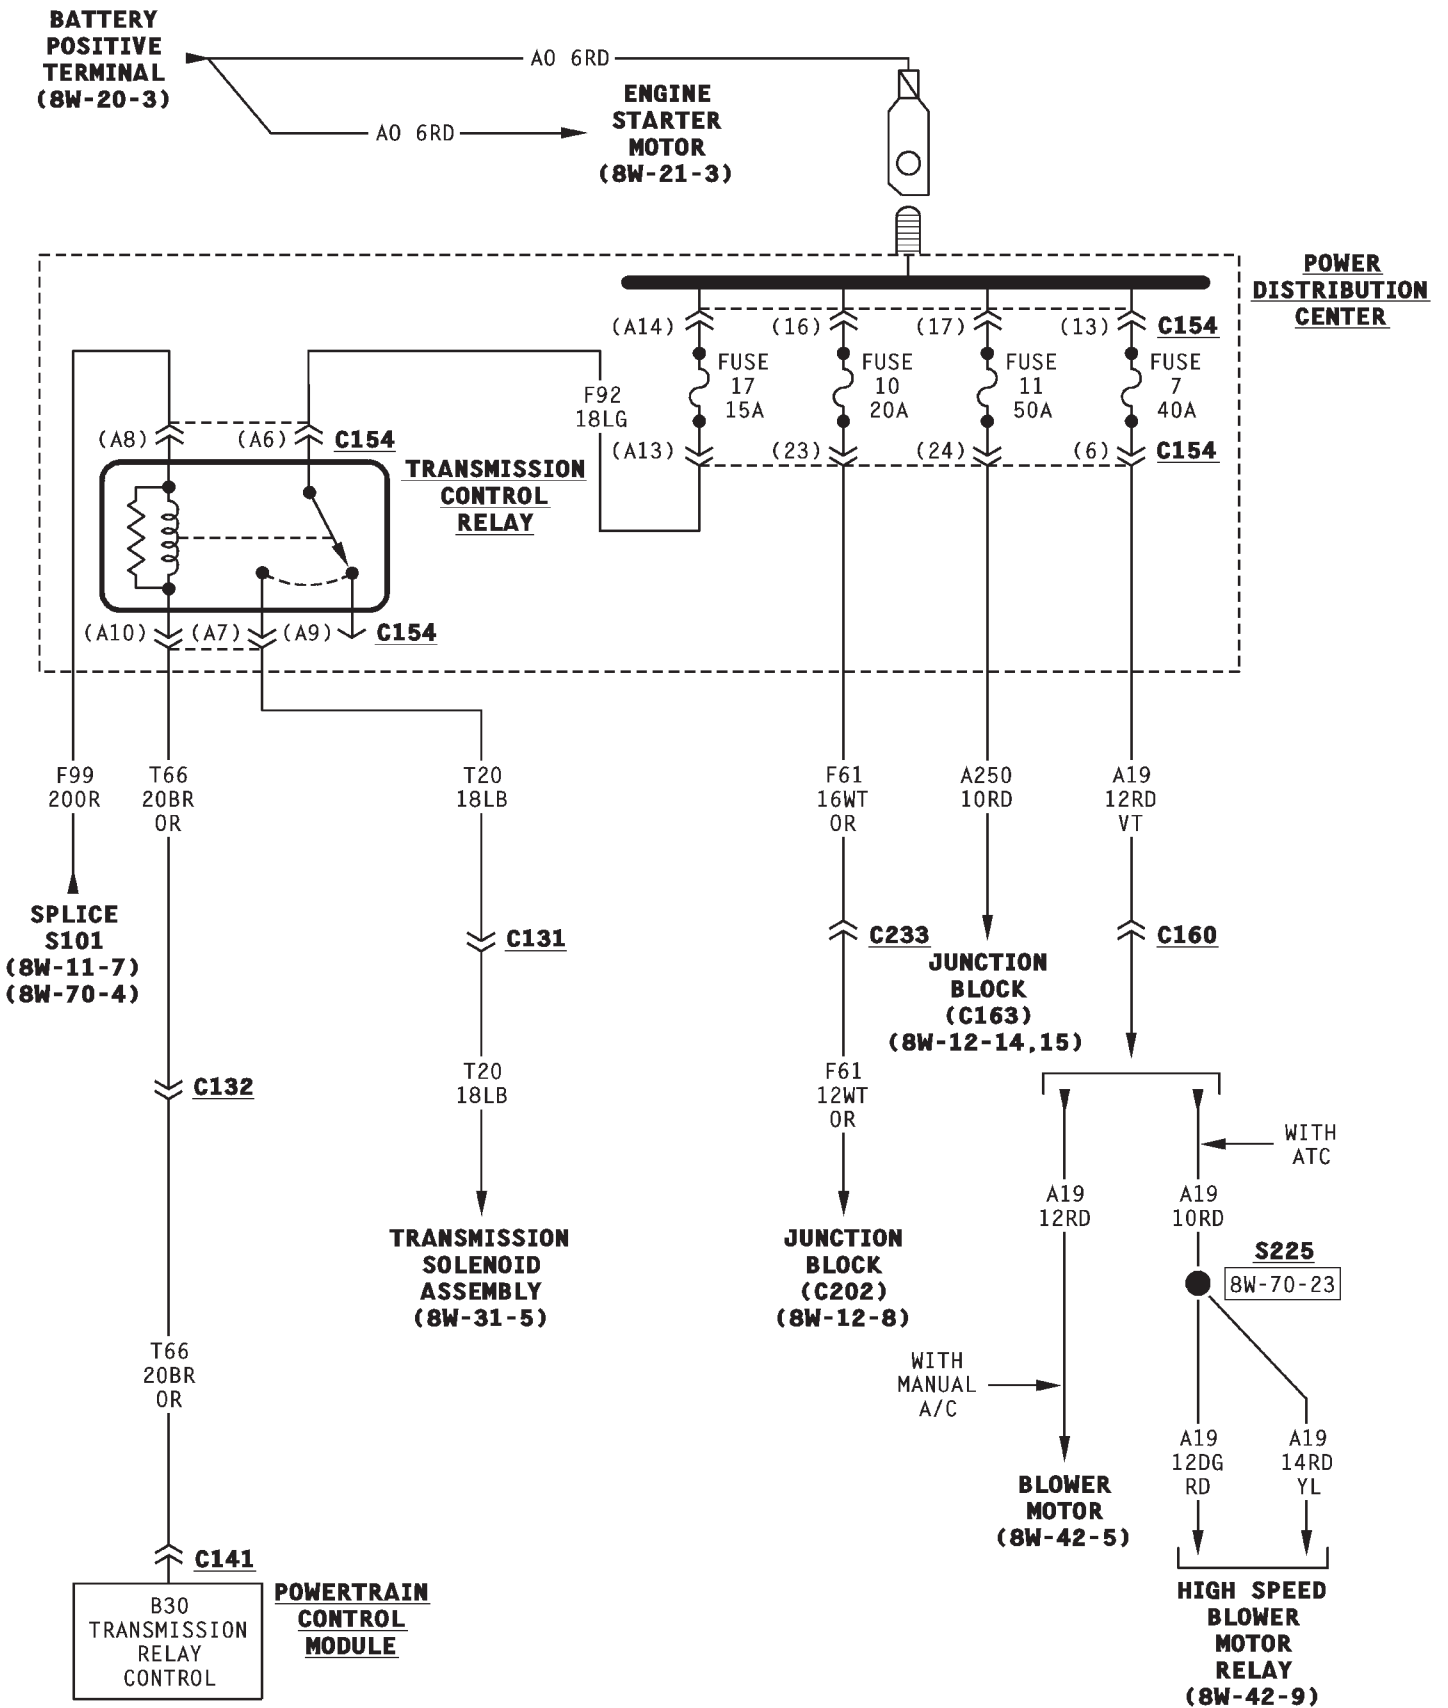 BATTERY
POSITIVE
TERMINAL
(8W-20-3)
A0 6RD
A0 6RD
ENGINE
STARTER
MOTOR
(8W-21-3)
POWER
DISTRIBUTION
CENTER
(A14)
(16)
(17)
(13)
C154
FUSE
17
15A
FUSE
10
20A
FUSE
11
50A
FUSE
7
40A
F92
18LG
(A13)
(23)
(24)
(6)
C154
(A8)
(A6)
C154
TRANSMISSION
CONTROL
RELAY
(A10)
(A7)
(A9)
C154
F99
20OR
T66
20BR
OR
T20
18LB
F61
16WT
OR
A250
10RD
A19
12RD
VT
SPLICE
S101
(8W-11-7)
(8W-70-4)
C131
C233
C160
JUNCTION
BLOCK
(C163)
(8W-12-14,15)
C132
T20
18LB
F61
12WT
OR
WITH
ATC
A19
12RD
A19
10RD
TRANSMISSION
SOLENOID
ASSEMBLY
(8W-31-5)
JUNCTION
BLOCK
(C202)
(8W-12-8)
S225
8W-70-23
T66
20BR
OR
WITH
MANUAL
A/C
A19
12DG
RD
A19
14RD
YL
BLOWER
MOTOR
(8W-42-5)
C141
B30
TRANSMISSION
RELAY
CONTROL
POWERTRAIN
CONTROL
MODULE
HIGH SPEED
BLOWER
MOTOR
RELAY
(8W-42-9)